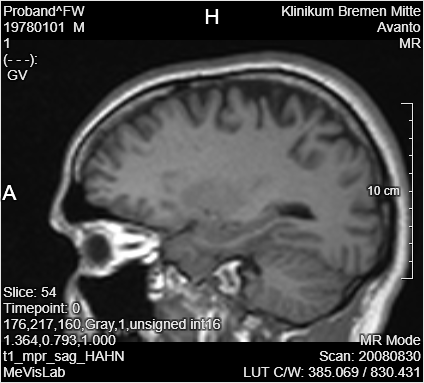 Proband^FW
19780101 M
1
(- - -):
GV
H
Klinikum Bremen Mitte
Avanto
MR
A
10 cm
Slice: 54
Timepoint: 0
176,217,160,Gray,1,unsigned int16
1.364,0.793,1.000
t1_mpr_sag_HAHN
MeVisLab
MR Mode
Scan: 20080830
LUT C/W: 385.069 / 830.431